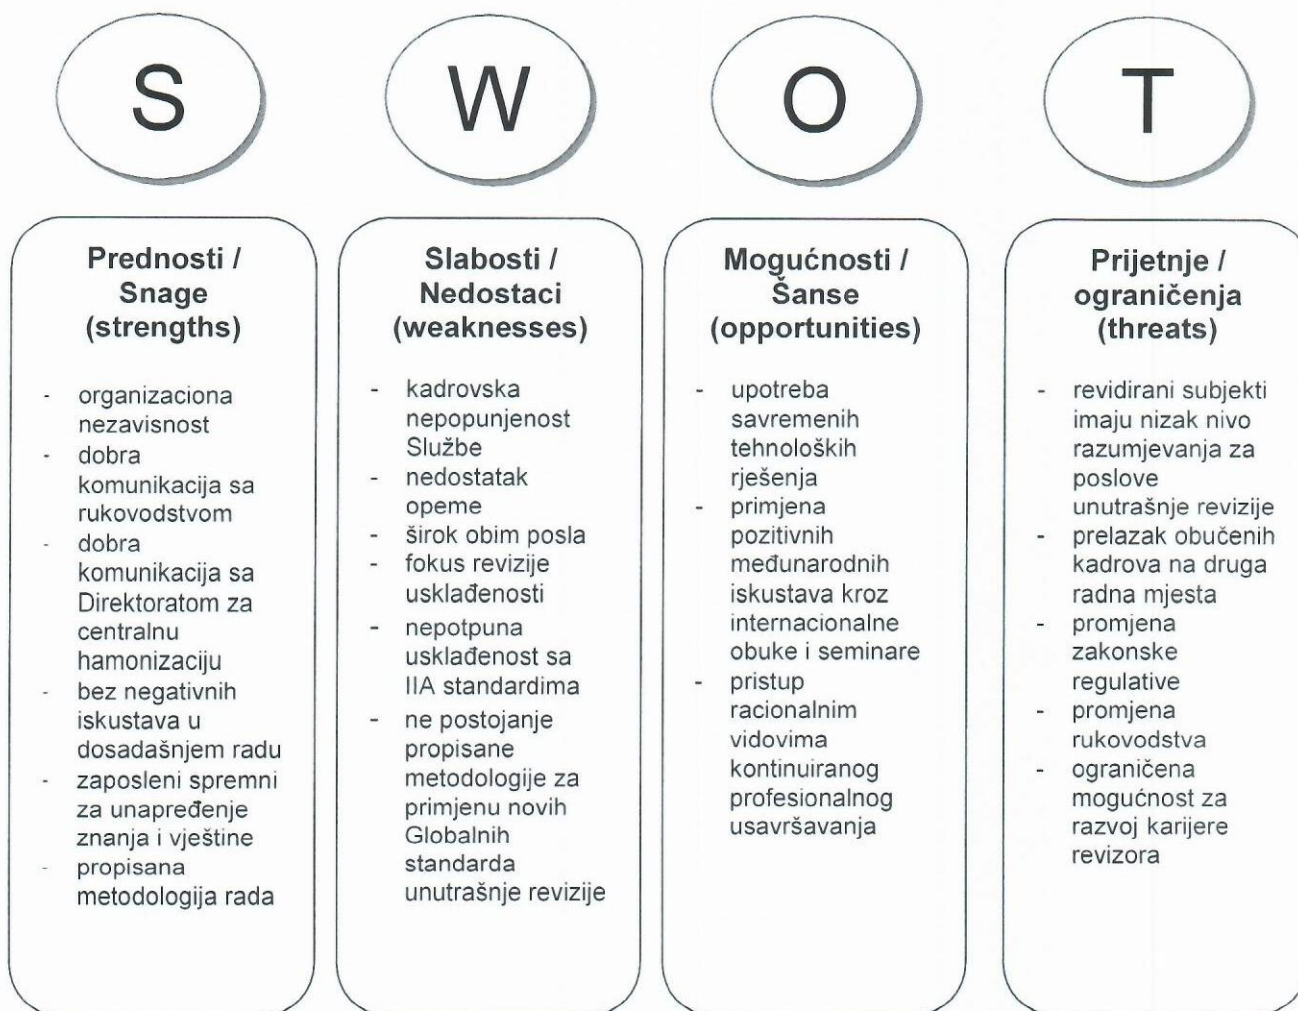 S
W
O
T
Prednosti /
Snage
(strengths)
- organizaciona
nezavisnost
- dobra
komunikacija sa
rukovodstvom
- dobra
komunikacija sa
Direktoratom za
centralnu
hamonizaciju
- bez negativnih
iskustava u
dosadašnjem radu
- zaposleni spremni
za unapređenje
znanja i vještine
- propisana
metodologija rada
Slabosti /
Nedostaci
(weaknesses)
- kadrovska
nepopunjenost
Službe
- nedostatak
opeme
- širok obim posla
- fokus revizije
usklađenosti
- nepotpuna
usklađenost sa
IIA standardima
- ne postojanje
propisane
metodologije za
primjenu novih
Globalnih
standarda
unutrašnje revizije
Mogućnosti /
Šanse
(opportunities)
- upotreba
savremenih
tehnoloških
rješenja
- primjena
pozitivnih
međunarodnih
iskustava kroz
internacionalne
obuke i seminare
- pristup
racionalnim
vidovima
kontinuiranog
profesionalnog
usavršavanja
Prijetnje /
ograničenja
(threats)
- revidirani subjekti
imaju nizak nivo
razumjevanja za
poslove
unutrašnje revizije
- prelazak obučenih
kadrova na druga
radna mjesta
- promjena
zakonske
regulative
- promjena
rukovodstva
- ograničena
mogućnost za
razvoj karijere
revizora